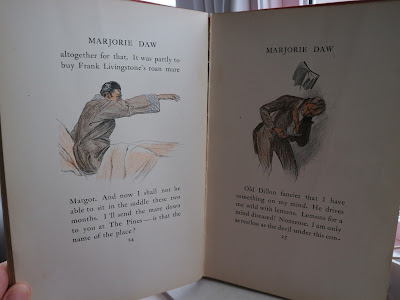 MARJORIE DAW
altogether for that. It was partly to
buy Frank Livingstone's roan mare
Margot. And now I shall not be
able to sit in the saddle these two
months. I'll send the mare down
to you at The Pines—is that the
name of the place?
24
MARJORIE DAW
Old Dillon fancies that I have
something on my mind. He drives
me wild with lemons. Lemons for a
mind diseased! Nonsense. I am only
as restless as the devil under this con-
25